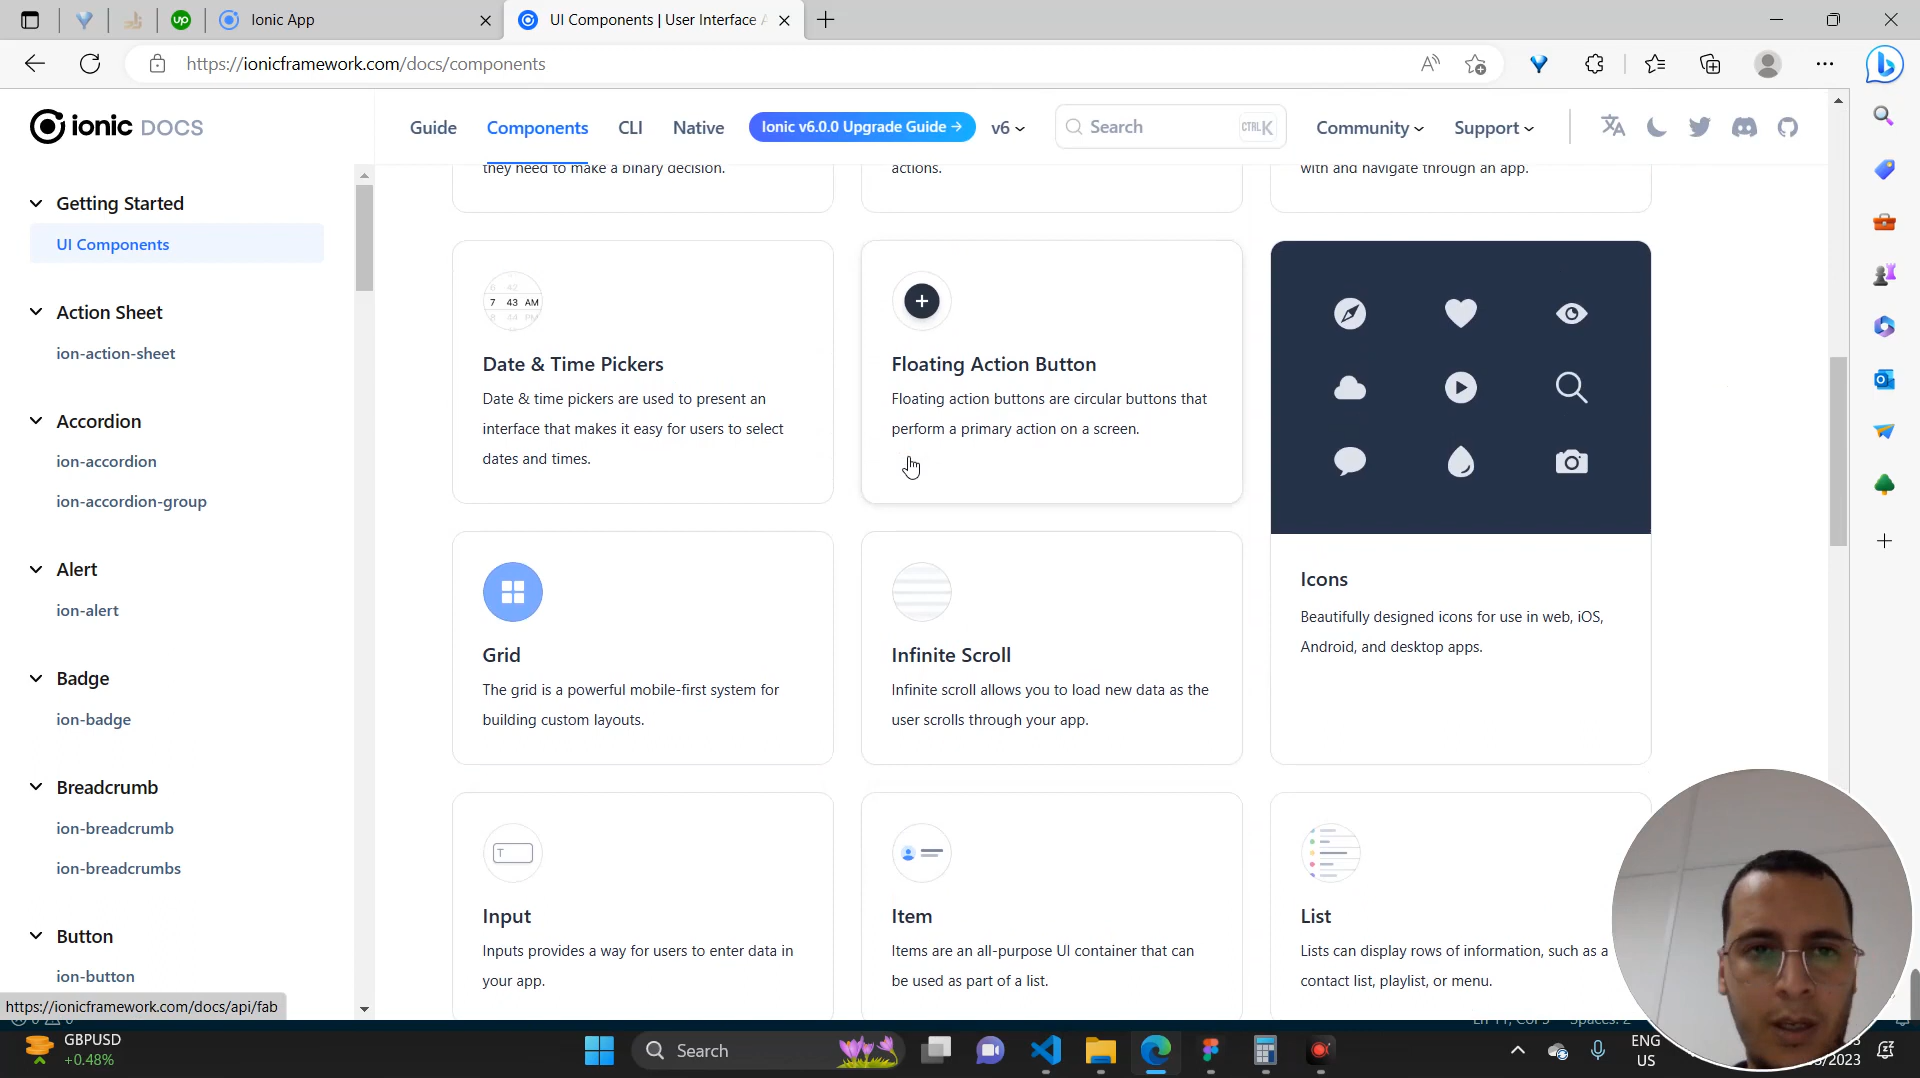 Ionic App
UI Components | User Interface A
https://ionicframework.com/docs/components
ionic DOCS
Guide
Components
CLI
Native
Ionic v6.0.0 Upgrade Guide →
v6
Search
CTRL K
Community
Support
Getting Started
UI Components
Action Sheet
ion-action-sheet
Accordion
ion-accordion
ion-accordion-group
Alert
ion-alert
Badge
ion-badge
Breadcrumb
ion-breadcrumb
ion-breadcrumbs
Button
ion-button
they need to make a binary decision.
actions.
with and navigate through an app.
7 43 AM
Date & Time Pickers
Date & time pickers are used to present an
interface that makes it easy for users to select
dates and times.
Floating Action Button
Floating action buttons are circular buttons that
perform a primary action on a screen.
Icons
Beautifully designed icons for use in web, iOS,
Android, and desktop apps.
Grid
The grid is a powerful mobile-first system for
building custom layouts.
Infinite Scroll
Infinite scroll allows you to load new data as the
user scrolls through your app.
T
Input
Inputs provides a way for users to enter data in
your app.
Item
Items are an all-purpose UI container that can
be used as part of a list.
List
Lists can display rows of information, such as a
contact list, playlist, or menu.
https://ionicframework.com/docs/api/fab
GBPUSD
+0.48%
Search
ENG
US